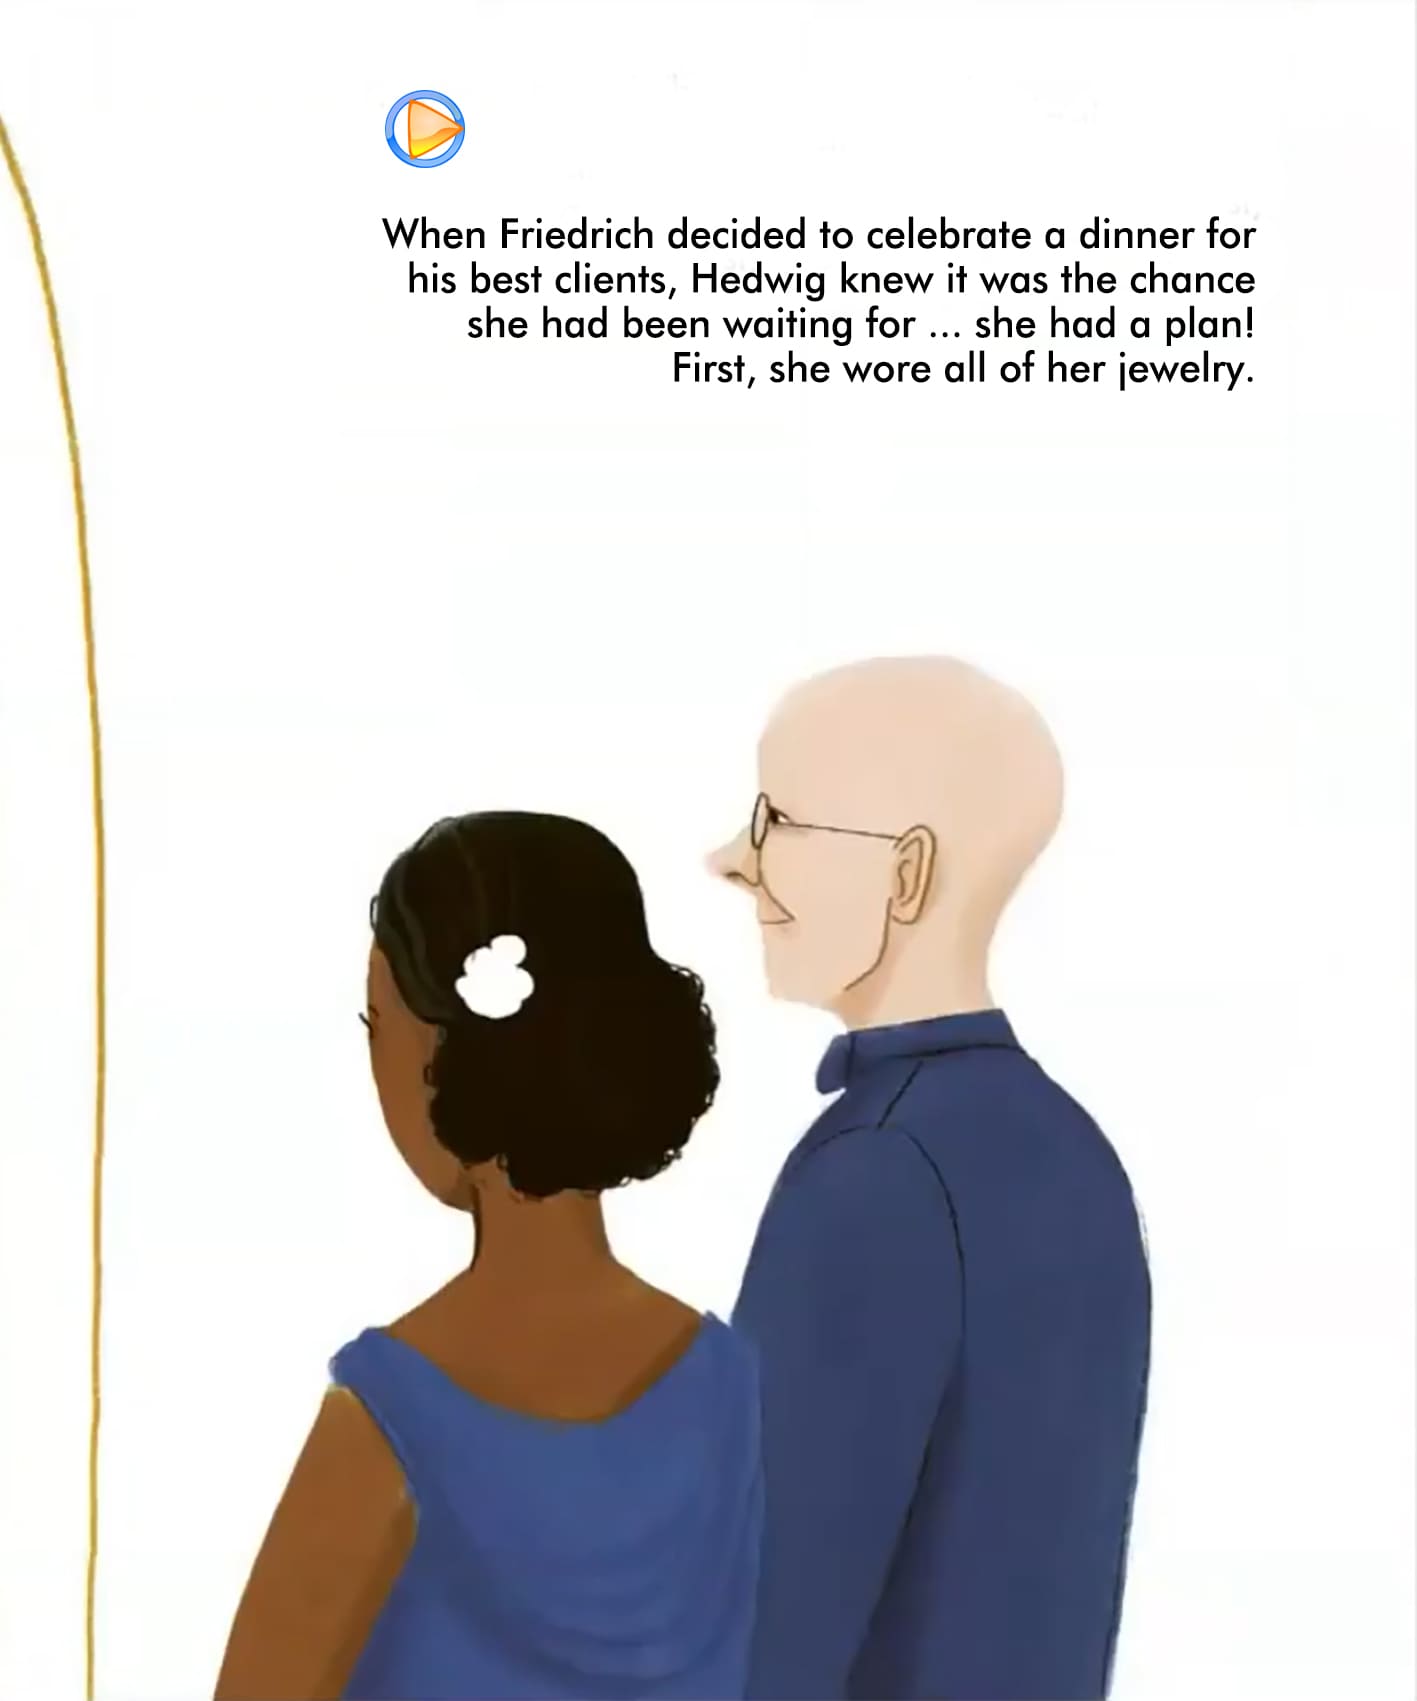 When Friedrich decided to celebrate a dinner for
his best clients, Hedwig knew it was the chance
she had been waiting for ... she had a plan!
First, she wore all of her jewelry.